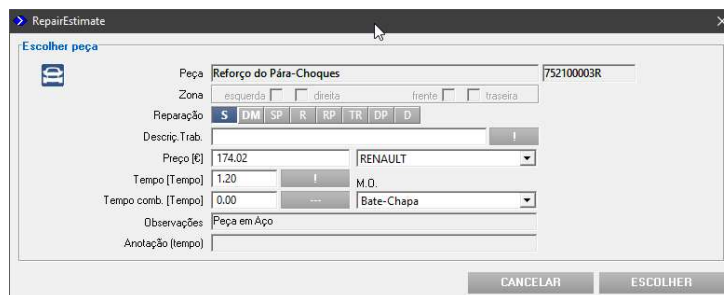 RepairEstimate
Escolher peça
Peça Reforço do Pára-Choques 752100003R
Zona esquerda direita frente traseira
Reparação S DM SP R RP TR DP D
Descriç.Trab. !
Preço [€] 174.02 RENAULT
Tempo [Tempo] 1.20 ! M.O.
Tempo comb. [Tempo] 0.00 --- Bate-Chapa
Observações Peça em Aço
Anotação (tempo)
CANCELAR ESCOLHER